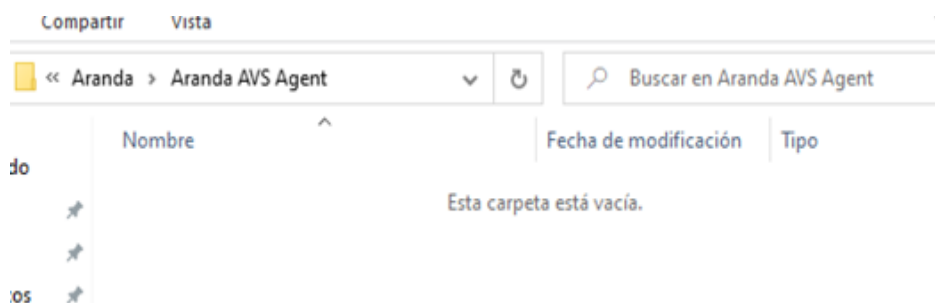 Compartir Vista
« Aranda > Aranda AVS Agent Buscar en Aranda AVS Agent
Nombre Fecha de modificación Tipo
do
Esta carpeta está vacía.
os